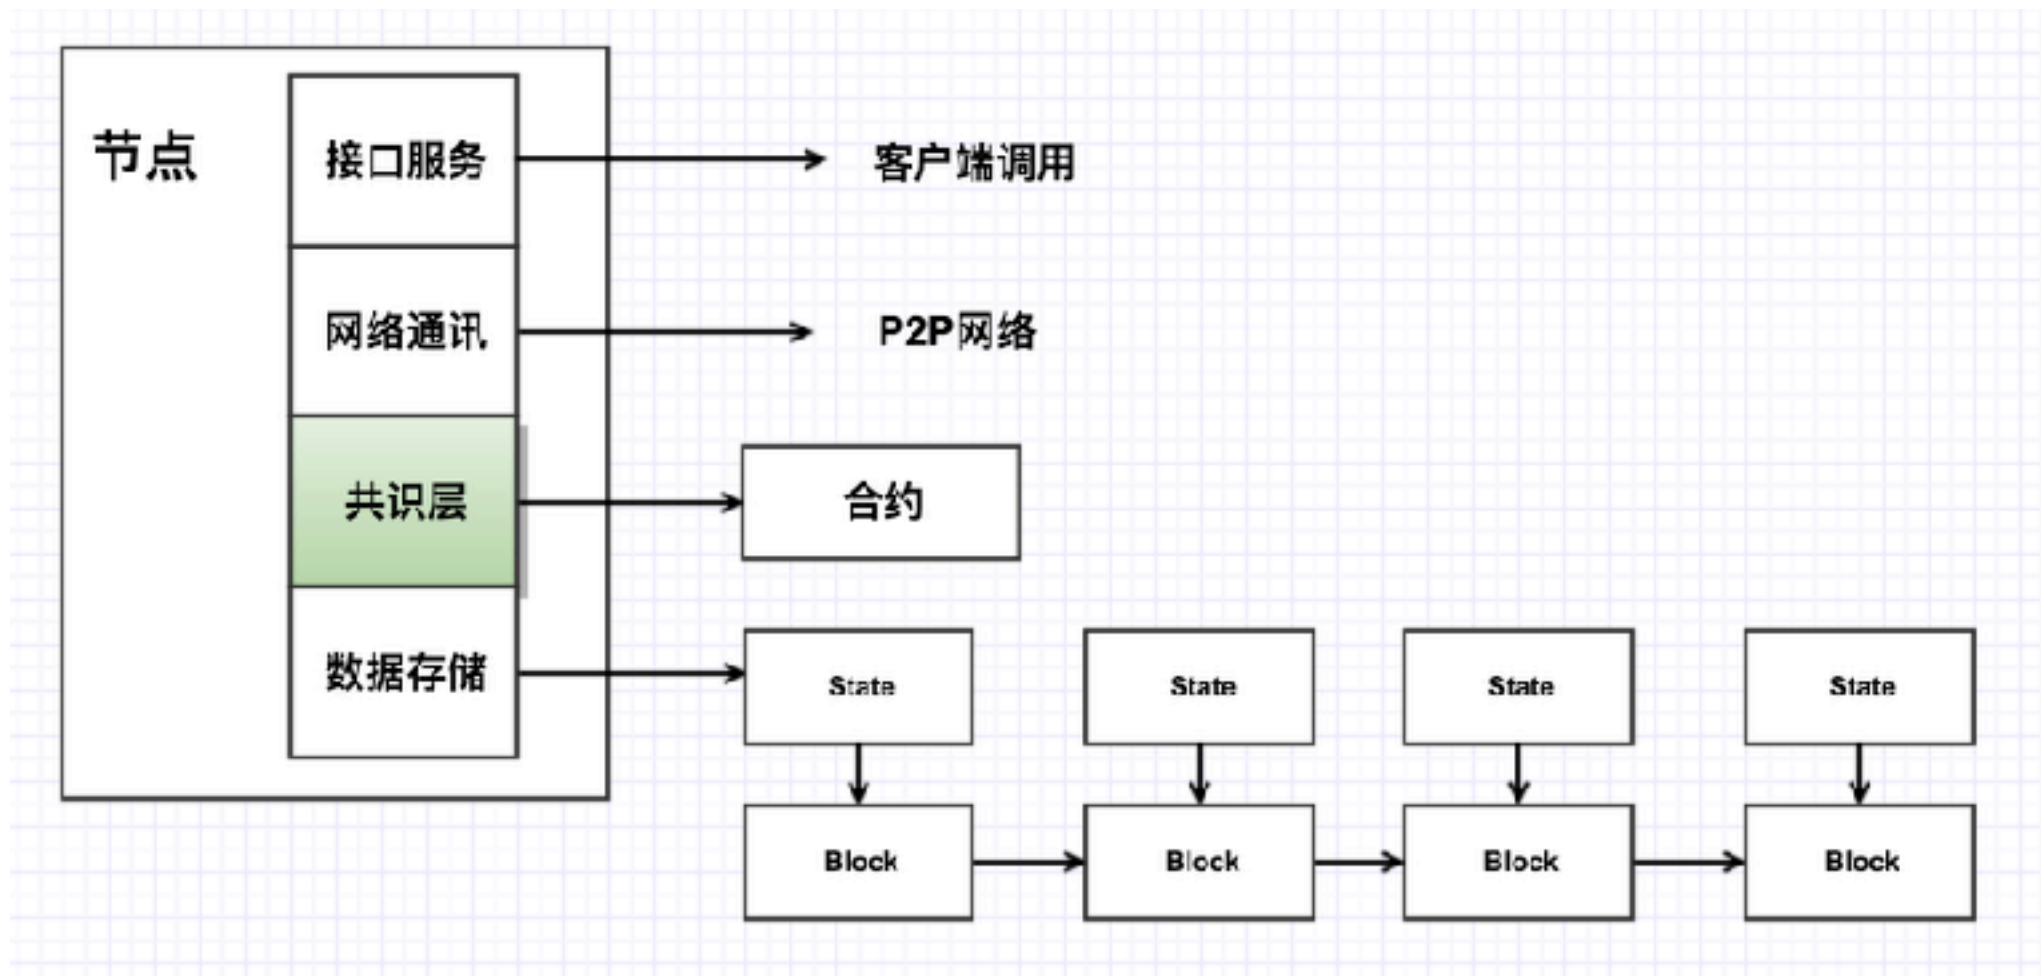 节点
接口服务
客户端调用
网络通讯
P2P网络
共识层
合约
数据存储
State
State
State
State
Block
Block
Block
Block